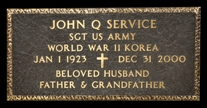 JOHN Q SERVICE
SGT US ARMY
WORLD WAR II KOREA
JAN 1 1923 DEC 31 2000
BELOVED HUSBAND
FATHER & GRANDFATHER